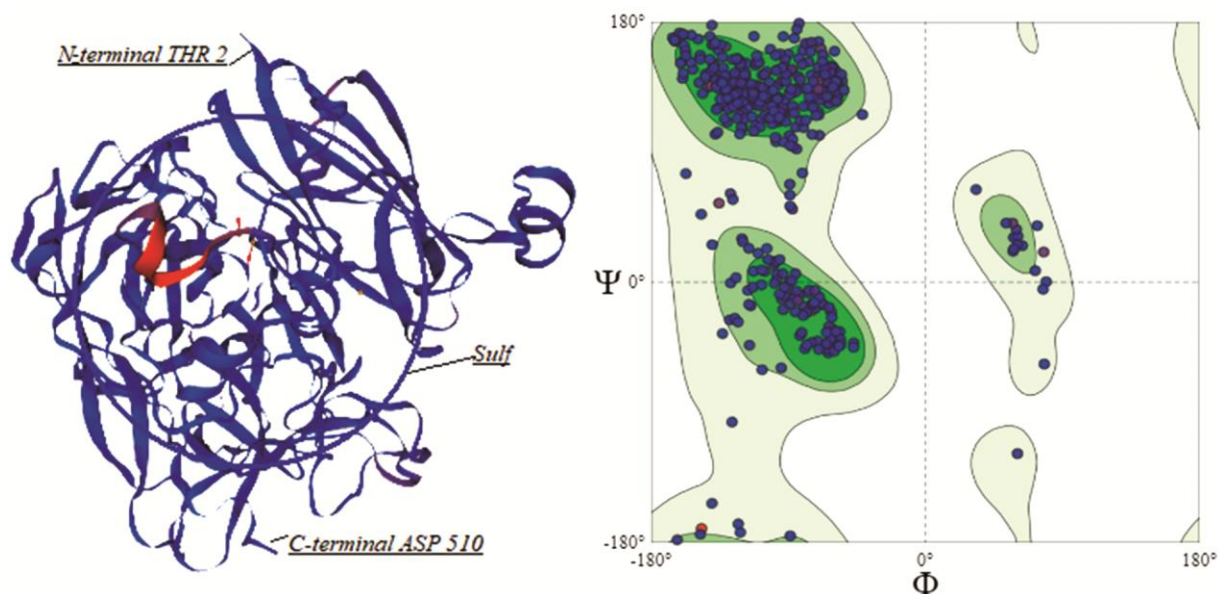 N-terminal THR 2
Sulf
C-terminal ASP 510
180°
Ψ
0°
-180°
-180°
0°
180°
Φ